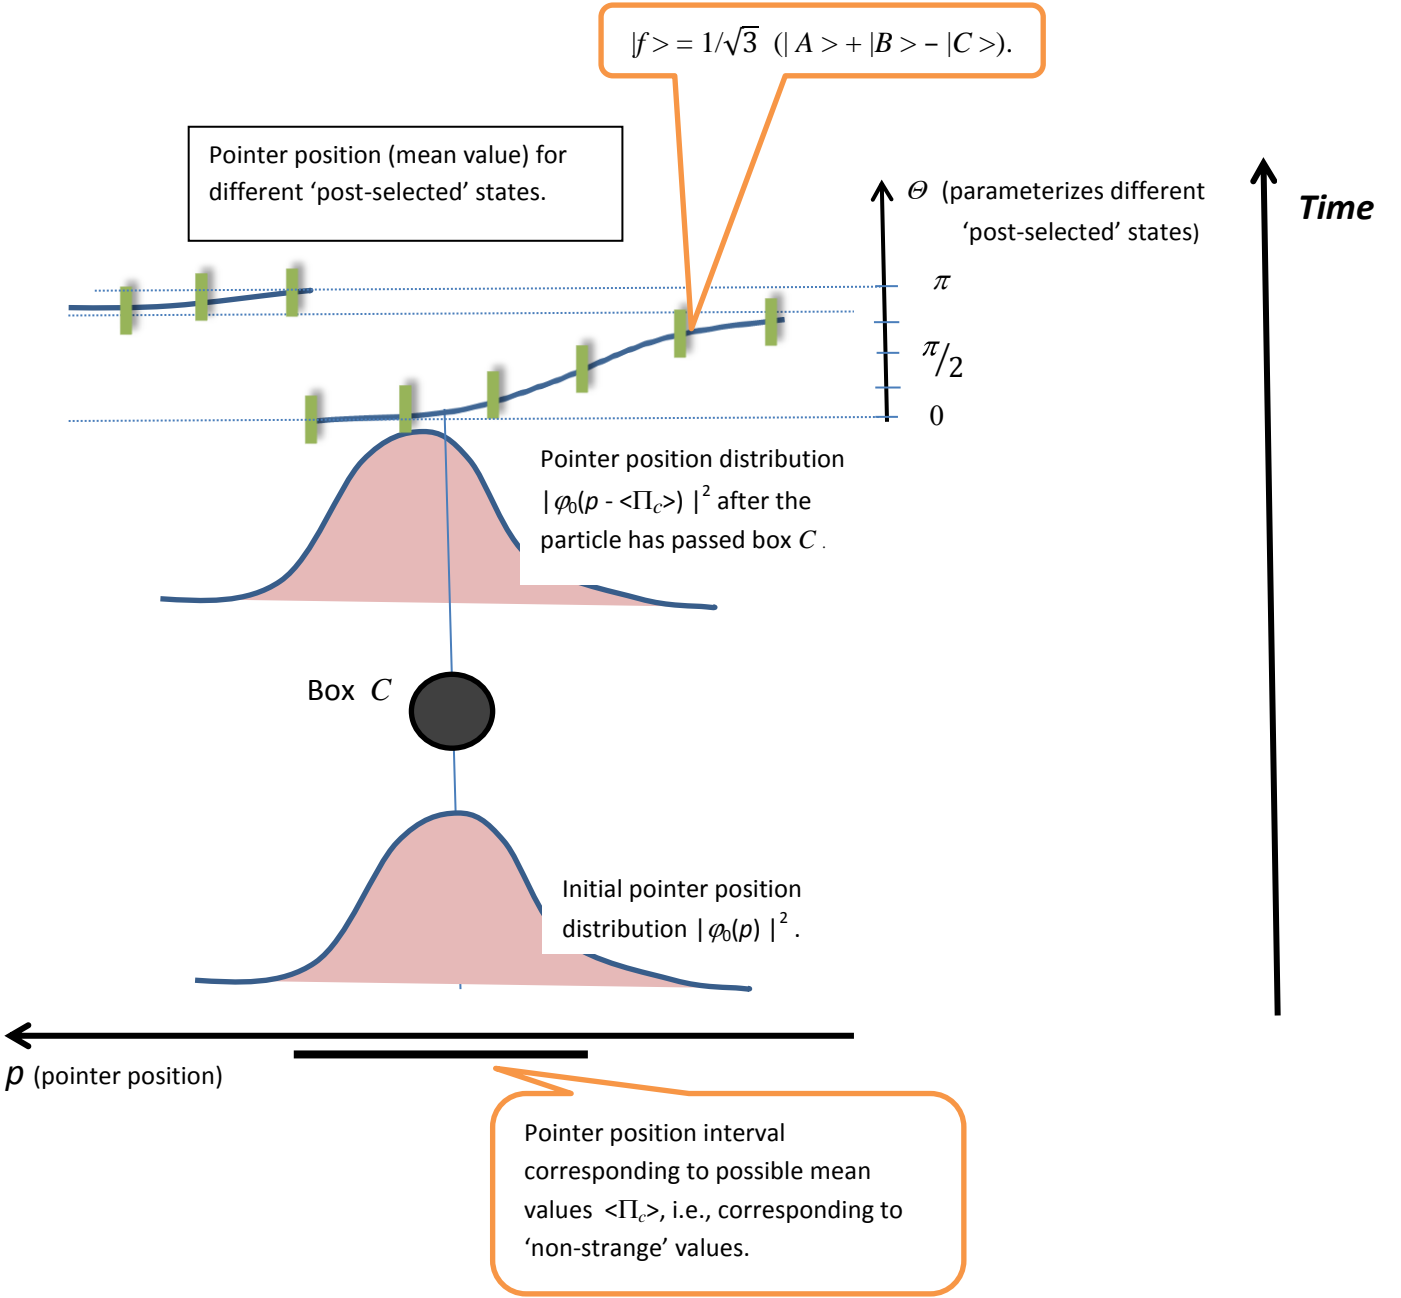 |f > = 1/√3 (| A > + |B > − |C >).
Pointer position (mean value) for
different ‘post-selected’ states.
Θ (parameterizes different
‘post-selected’ states)
Time
π
π/2
0
Pointer position distribution
|φ₀(p - <Π_c>) |² after the
particle has passed box C .
Box C
Initial pointer position
distribution |φ₀(p) |² .
p (pointer position)
Pointer position interval
corresponding to possible mean
values <Π_c>, i.e., corresponding to
‘non-strange’ values.